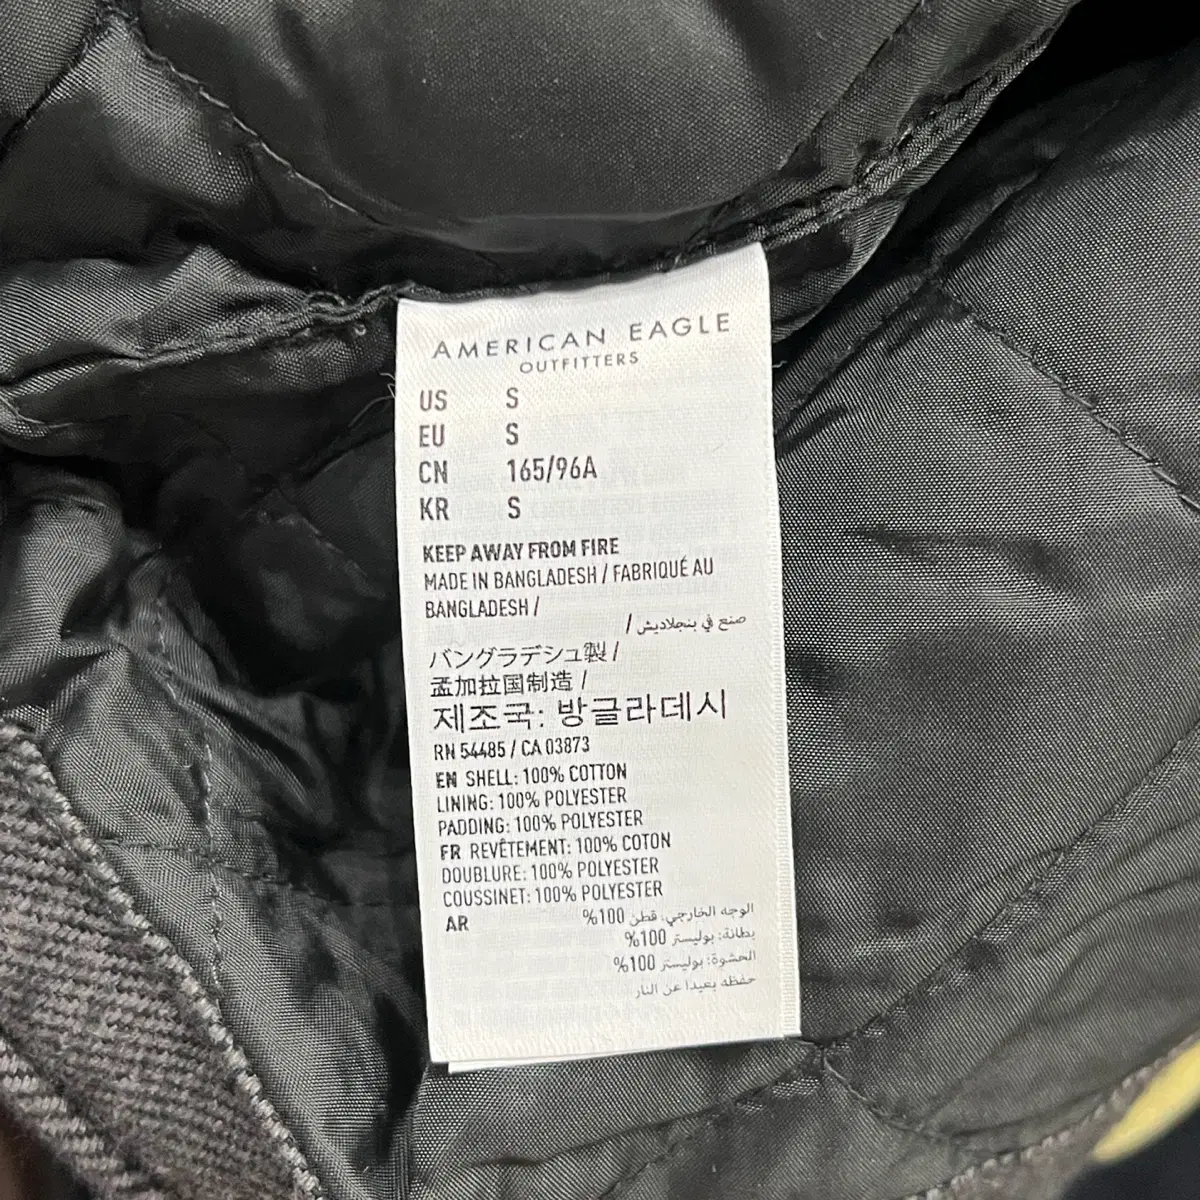 AMERICAN EAGLE
OUTFITTERS
US S
EU S
CN 165/96A
KR S
KEEP AWAY FROM FIRE
MADE IN BANGLADESH / FABRIQUÉ AU
BANGLADESH /
صنع في بنجلاديش /
バングラデシュ製 /
孟加拉国制造 /
제조국: 방글라데시
RN 54485 / CA 03873
EN SHELL: 100% COTTON
LINING: 100% POLYESTER
PADDING: 100% POLYESTER
FR REVÊTEMENT: 100% COTON
DOUBLURE: 100% POLYESTER
COUSSINET: 100% POLYESTER
AR الوجه الخارجي: قطن 100%
بطانة: بوليستر 100%
الحشوة: بوليستر 100%
حفظه بعيدا عن النار